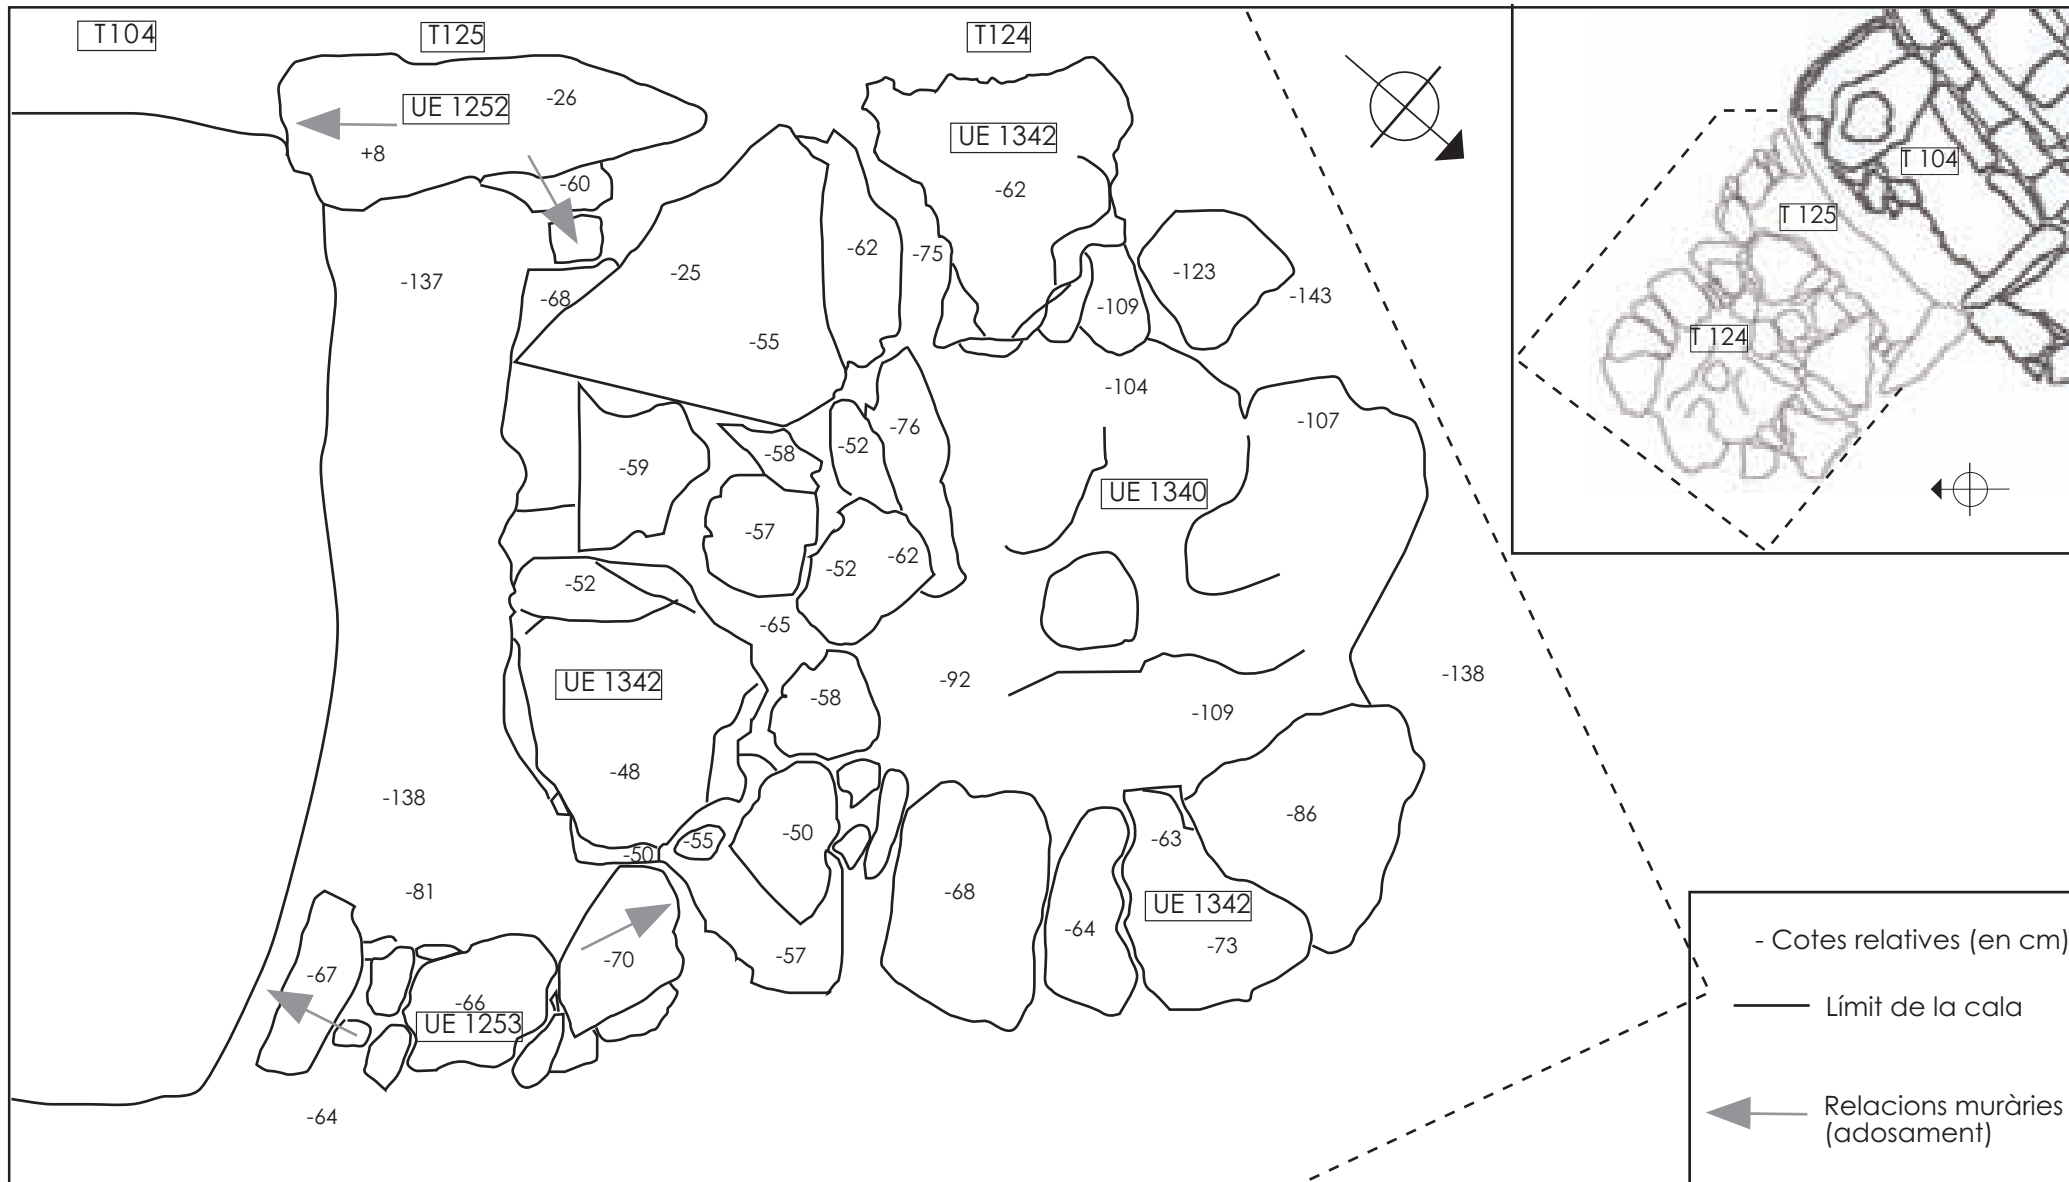 T104
T125
T124
UE 1252
-26
+8
-60
UE 1342
-62
-137
-68
-25
-55
-62
-75
-109
-123
-143
-104
-107
-59
-58
-52
-76
UE 1340
-57
-52
-62
-52
-65
UE 1342
-48
-58
-92
-109
-138
-138
-50
-55
-50
-57
-68
-64
-63
UE 1342
-73
-86
-81
-67
-66
UE 1253
-70
-64
T 104
T 125
T 124
- Cotes relatives (en cm)
Límit de la cala
Relacions muràries
(adosament)